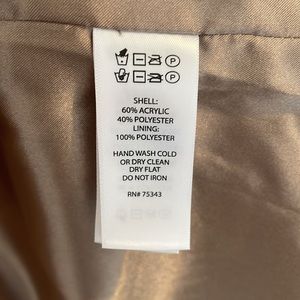 SHELL:
60% ACRYLIC
40% POLYESTER
LINING:
100% POLYESTER
HAND WASH COLD
OR DRY CLEAN
DRY FLAT
DO NOT IRON
RN# 75343